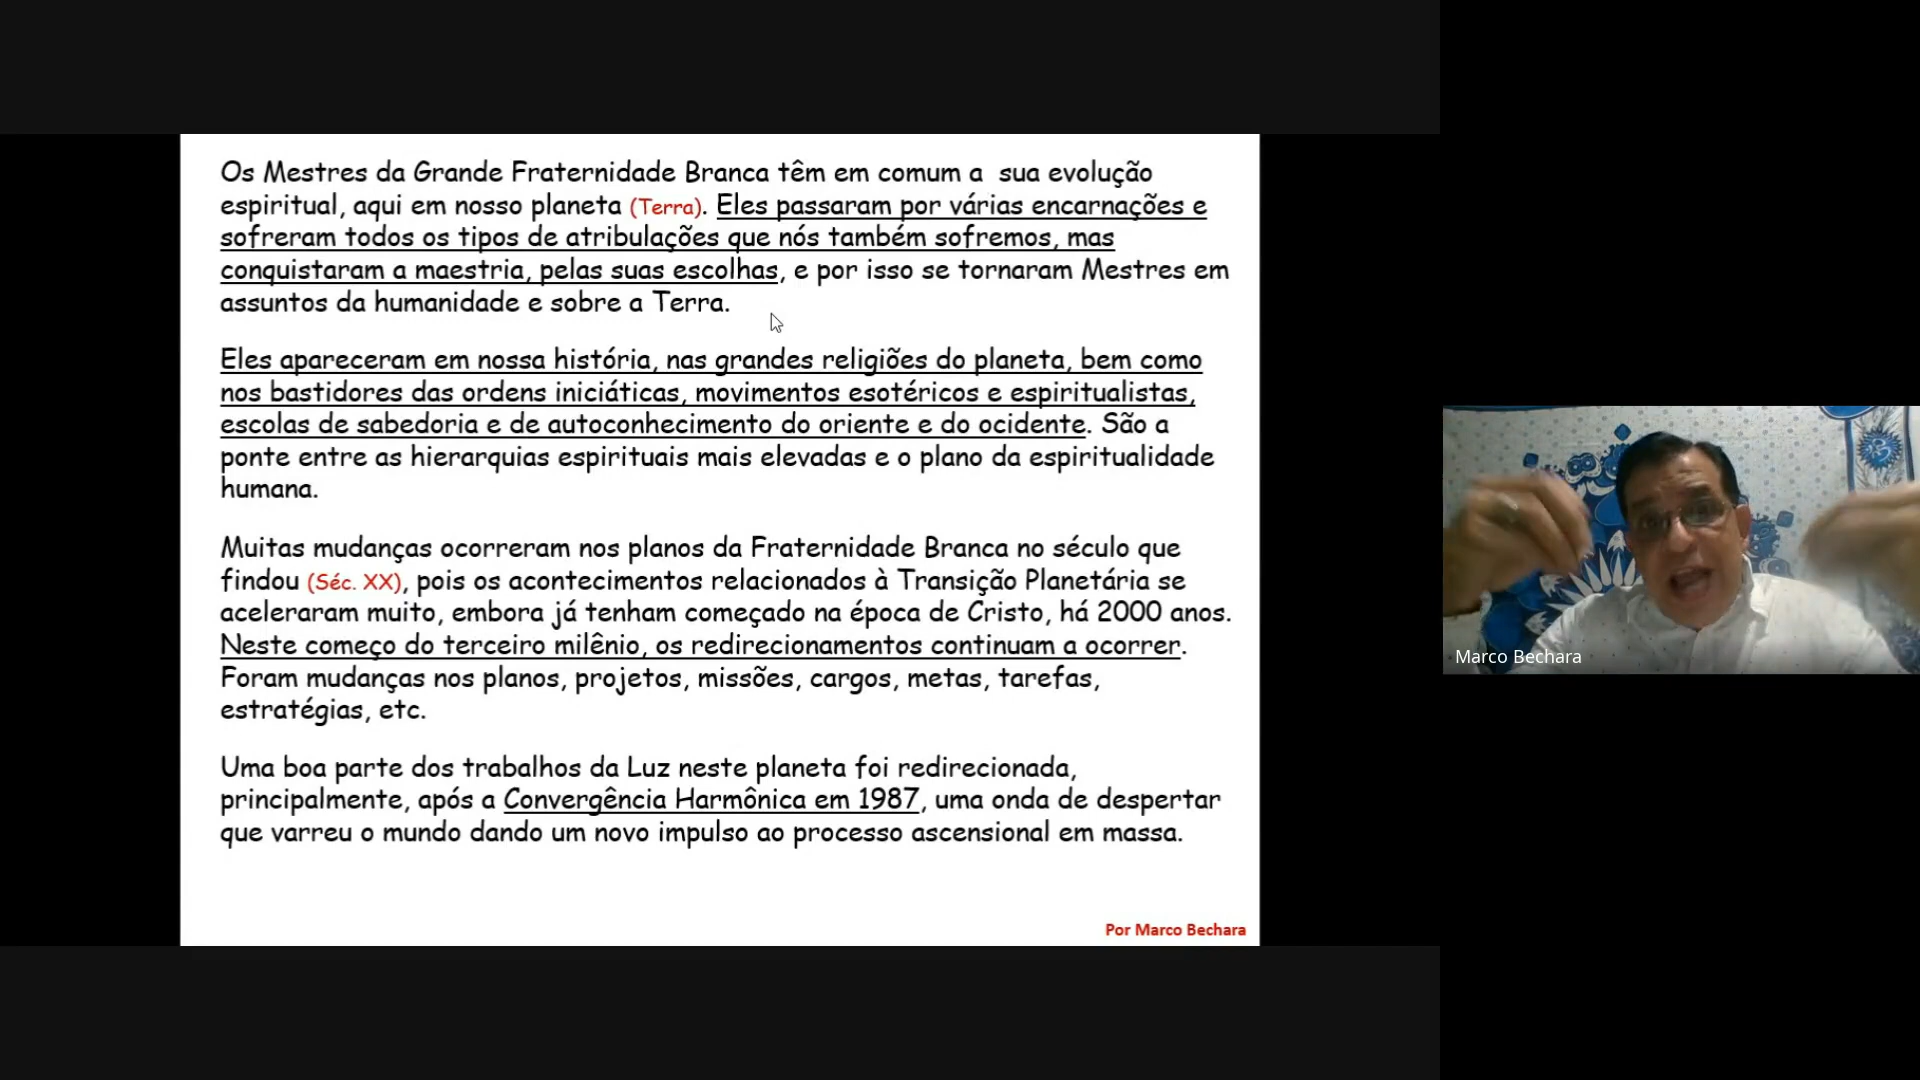 Os Mestres da Grande Fraternidade Branca têm em comum a  sua evolução
espiritual, aqui em nosso planeta (Terra). Eles passaram por várias encarnações e
sofreram todos os tipos de atribulações que nós também sofremos, mas
conquistaram a maestria, pelas suas escolhas, e por isso se tornaram Mestres em
assuntos da humanidade e sobre a Terra.
Eles apareceram em nossa história, nas grandes religiões do planeta, bem como
nos bastidores das ordens iniciáticas, movimentos esotéricos e espiritualistas,
escolas de sabedoria e de autoconhecimento do oriente e do ocidente. São a
ponte entre as hierarquias espirituais mais elevadas e o plano da espiritualidade
humana.
Muitas mudanças ocorreram nos planos da Fraternidade Branca no século que
findou (Séc. XX), pois os acontecimentos relacionados à Transição Planetária se
aceleraram muito, embora já tenham começado na época de Cristo, há 2000 anos.
Neste começo do terceiro milênio, os redirecionamentos continuam a ocorrer.
Foram mudanças nos planos, projetos, missões, cargos, metas, tarefas,
estratégias, etc.
Uma boa parte dos trabalhos da Luz neste planeta foi redirecionada,
principalmente, após a Convergência Harmônica em 1987, uma onda de despertar
que varreu o mundo dando um novo impulso ao processo ascensional em massa.
Por Marco Bechara
Marco Bechara